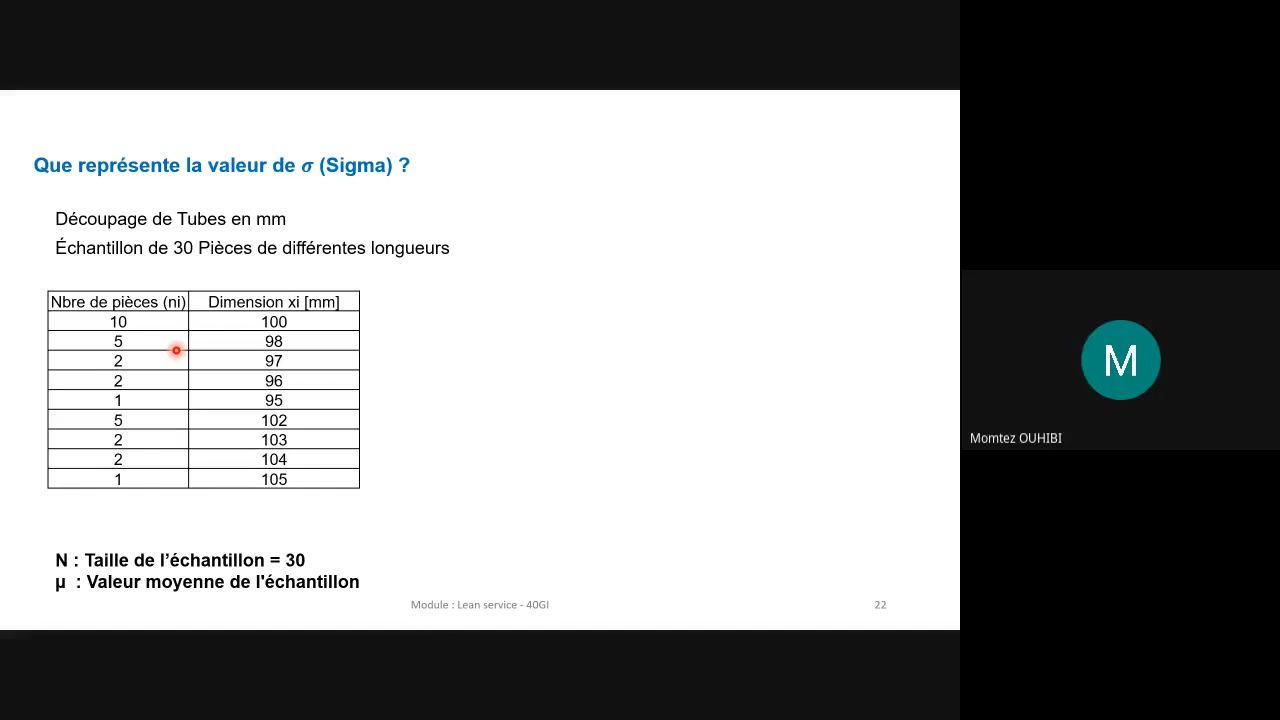 Que représente la valeur de σ (Sigma) ?
Découpage de Tubes en mm
Échantillon de 30 Pièces de différentes longueurs
Nbre de pièces (ni) Dimension xi [mm]
10 100
5 98
2 97
2 96
1 95
5 102
2 103
2 104
1 105
N : Taille de l’échantillon = 30
μ : Valeur moyenne de l'échantillon
Module : Lean service - 40GI
22
M
Momtez OUHIBI